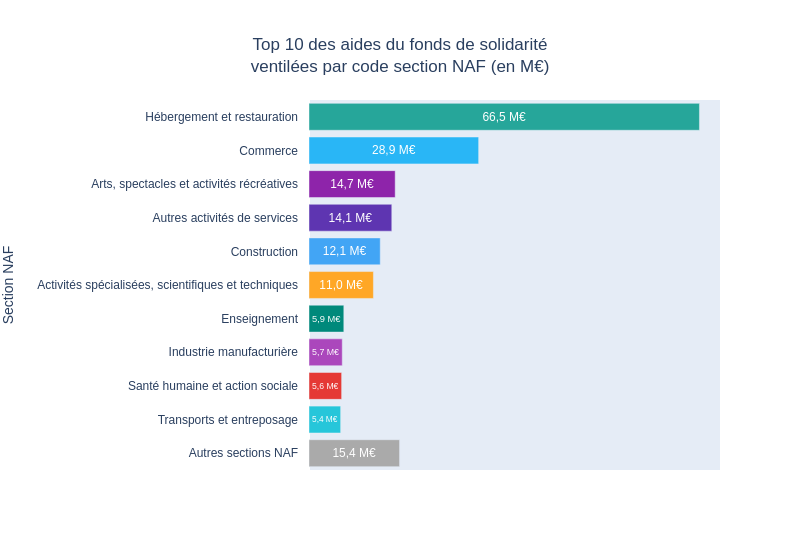 Top 10 des aides du fonds de solidarité
ventilées par code section NAF (en M€)
Section NAF
Hébergement et restauration 66,5 M€
Commerce 28,9 M€
Arts, spectacles et activités récréatives 14,7 M€
Autres activités de services 14,1 M€
Construction 12,1 M€
Activités spécialisées, scientifiques et techniques 11,0 M€
Enseignement 5,9 M€
Industrie manufacturière 5,7 M€
Santé humaine et action sociale 5,6 M€
Transports et entreposage 5,4 M€
Autres sections NAF 15,4 M€